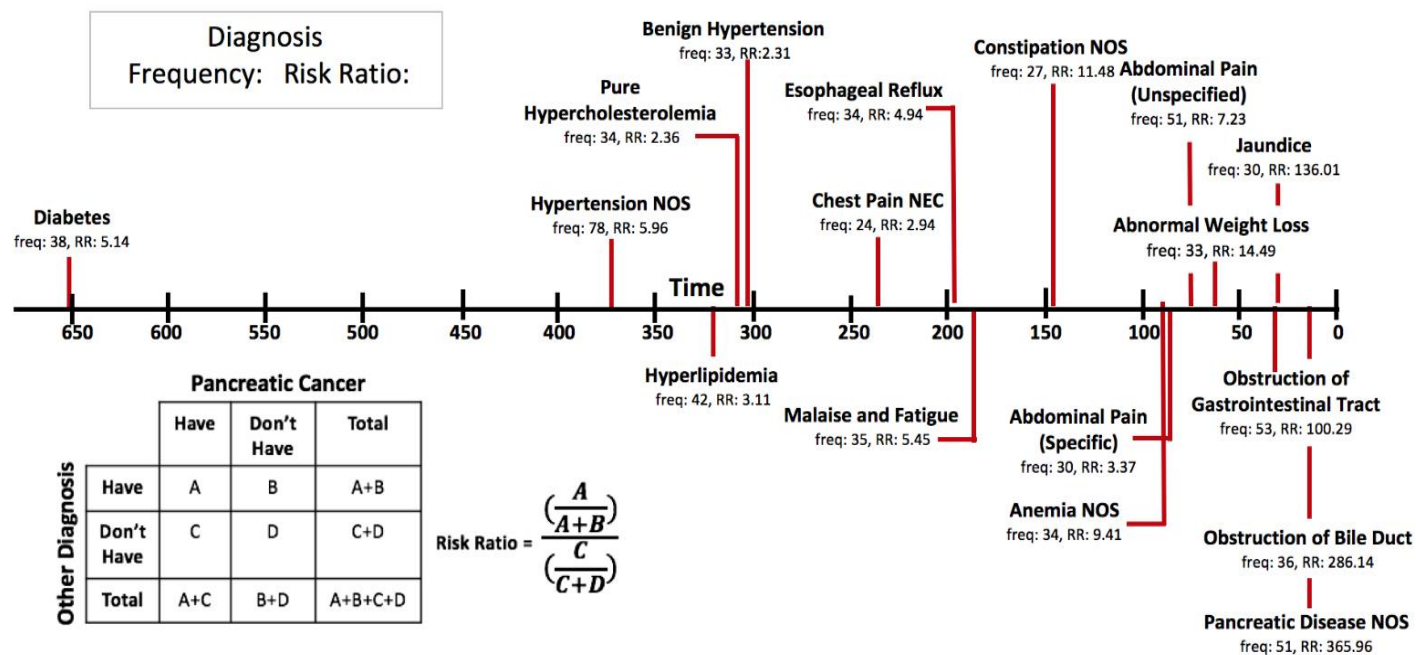 Diagnosis
Frequency: Risk Ratio:
Benign Hypertension
freq: 33, RR:2.31
Pure
Hypercholesterolemia
freq: 34, RR: 2.36
Esophageal Reflux
freq: 34, RR: 4.94
Constipation NOS
freq: 27, RR: 11.48
Abdominal Pain
(Unspecified)
freq: 51, RR: 7.23
Jaundice
freq: 30, RR: 136.01
Diabetes
freq: 38, RR: 5.14
Hypertension NOS
freq: 78, RR: 5.96
Chest Pain NEC
freq: 24, RR: 2.94
Abnormal Weight Loss
freq: 33, RR: 14.49
Time
650 600 550 500 450 400 350 300 250 200 150 100 50 0
Hyperlipidemia
freq: 42, RR: 3.11
Malaise and Fatigue
freq: 35, RR: 5.45
Abdominal Pain
(Specific)
freq: 30, RR: 3.37
Anemia NOS
freq: 34, RR: 9.41
Obstruction of
Gastrointestinal Tract
freq: 53, RR: 100.29
Obstruction of Bile Duct
freq: 36, RR: 286.14
Pancreatic Disease NOS
freq: 51, RR: 365.96
Pancreatic Cancer
Have Don't Have Total
Other Diagnosis
Have A B A+B
Don't Have C D C+D
Total A+C B+D A+B+C+D
Risk Ratio = (A/A+B)/(C/C+D)